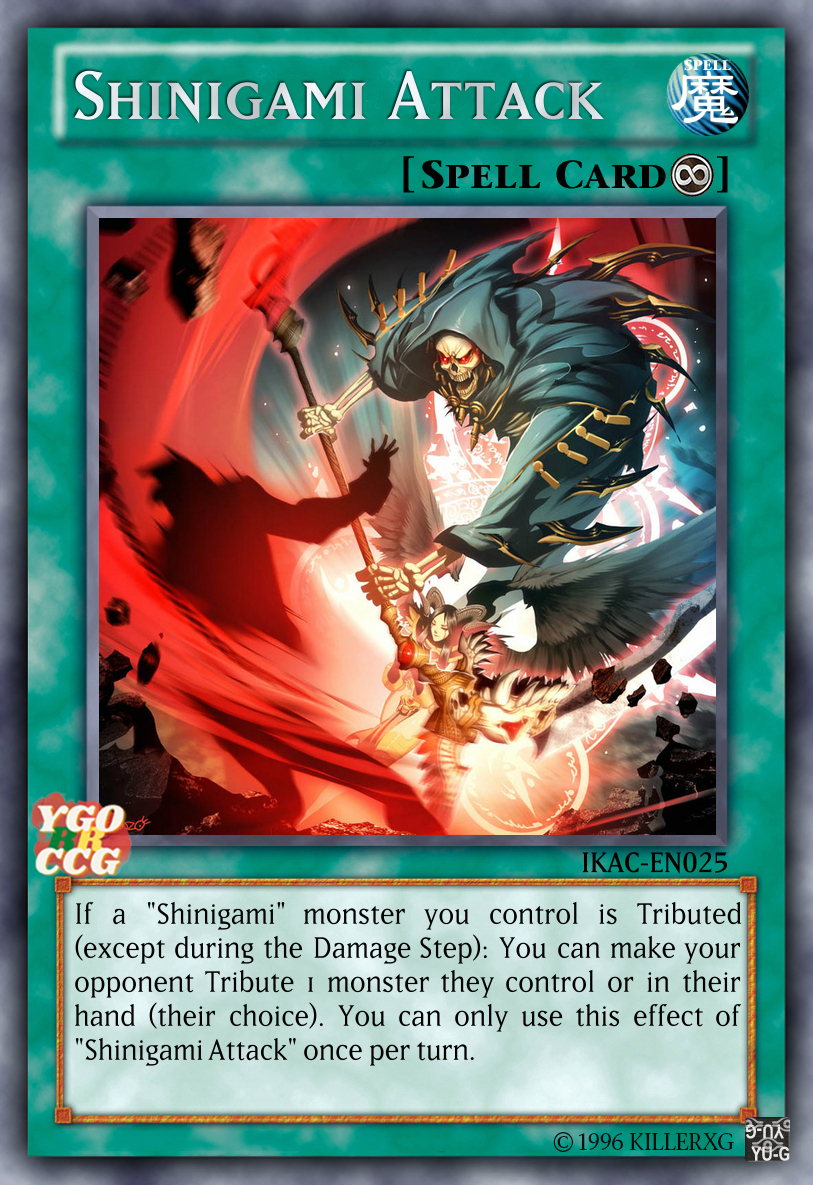 SHINIGAMI ATTACK
SPELL
魔
[SPELL CARD∞]
YGO
CCG
IKAC-EN025
If a "Shinigami" monster you control is Tributed
(except during the Damage Step): You can make your
opponent Tribute 1 monster they control or in their
hand (their choice). You can only use this effect of
"Shinigami Attack" once per turn.
© 1996 KILLERXG
YU-G